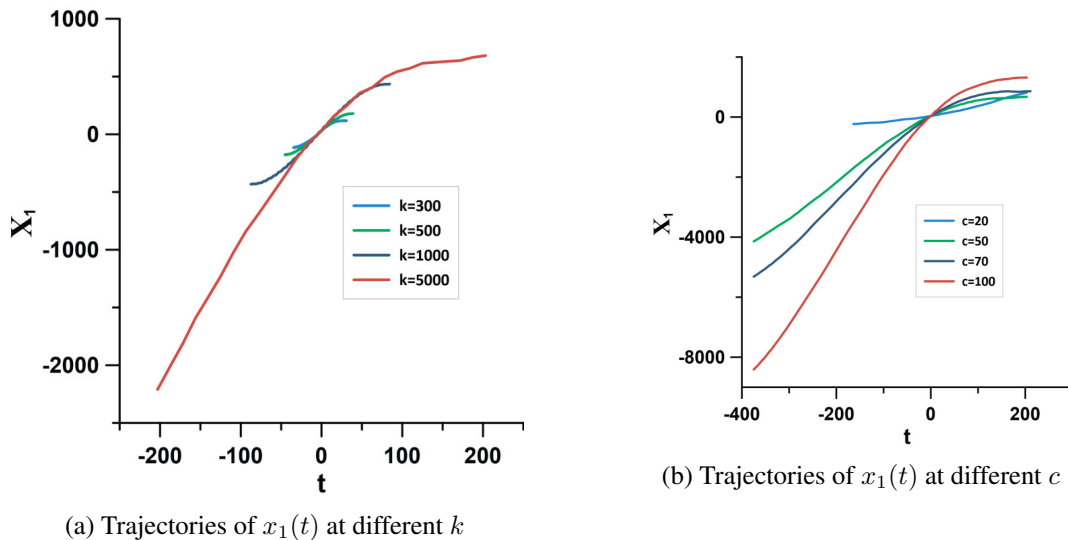 1000
0
-1000
-2000
X₁
k=300
k=500
k=1000
k=5000
-200 -100 0 100 200
t
(a) Trajectories of x₁(t) at different k
0
-4000
-8000
X₁
c=20
c=50
c=70
c=100
-400 -200 0 200
t
(b) Trajectories of x₁(t) at different c